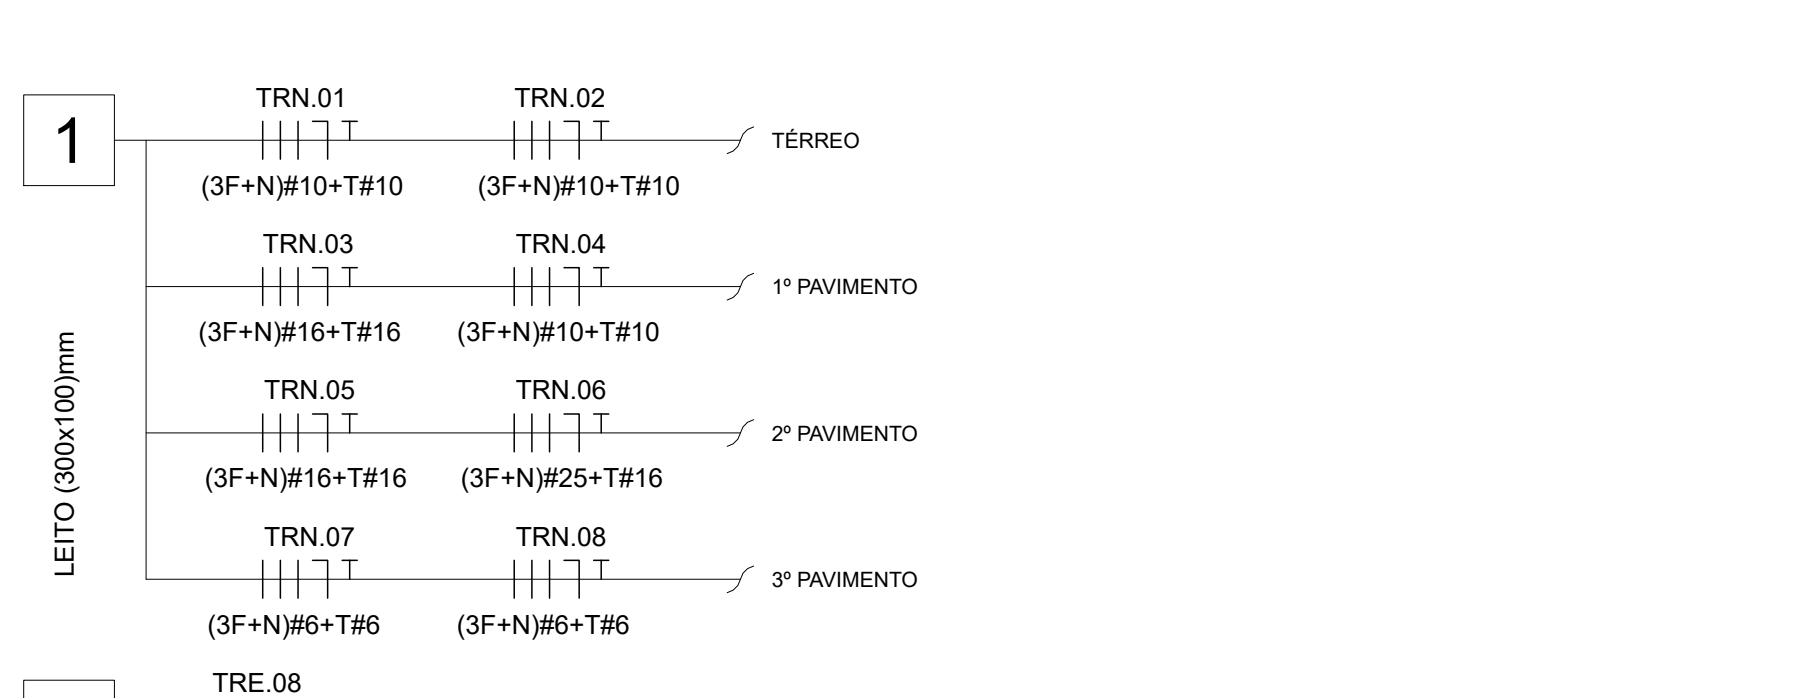 TRN.01 TRN.02
1 TÉRREO
(3F+N)#10+T#10 (3F+N)#10+T#10
TRN.03 TRN.04
1º PAVIMENTO
(3F+N)#16+T#16 (3F+N)#10+T#10
TRN.05 TRN.06
2º PAVIMENTO
(3F+N)#16+T#16 (3F+N)#25+T#16
TRN.07 TRN.08
3º PAVIMENTO
(3F+N)#6+T#6 (3F+N)#6+T#6
LEITO (300x100)mm
TRE.08